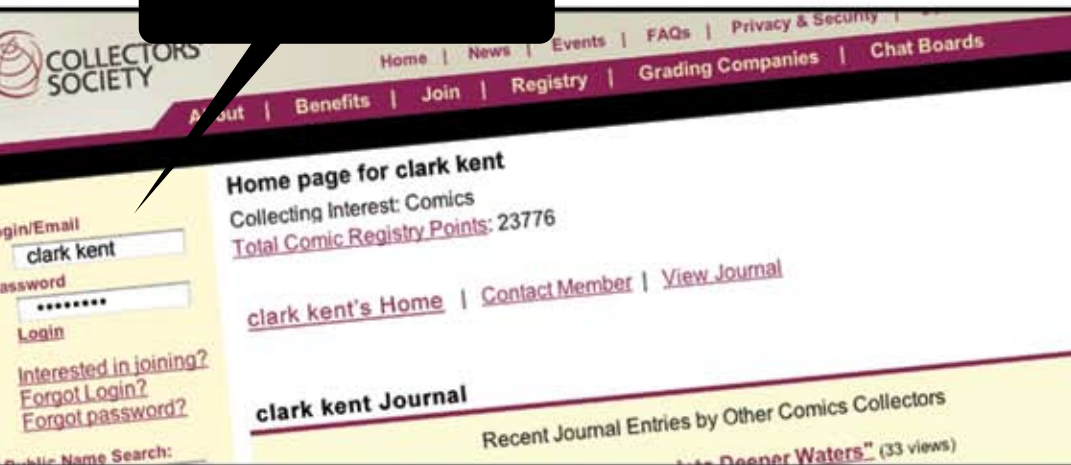 COLLECTORS
SOCIETY
Home | News | Events | FAQs | Privacy & Security |
About | Benefits | Join | Registry | Grading Companies | Chat Boards
Home page for clark kent
Collecting Interest: Comics
Total Comic Registry Points: 23776
clark kent's Home | Contact Member | View Journal
gin/Email
clark kent
assword
••••••••
Login
Interested in joining?
Forgot Login?
Forgot password?
Public Name Search:
clark kent Journal
Recent Journal Entries by Other Comics Collectors
Deeper Waters" (33 views)